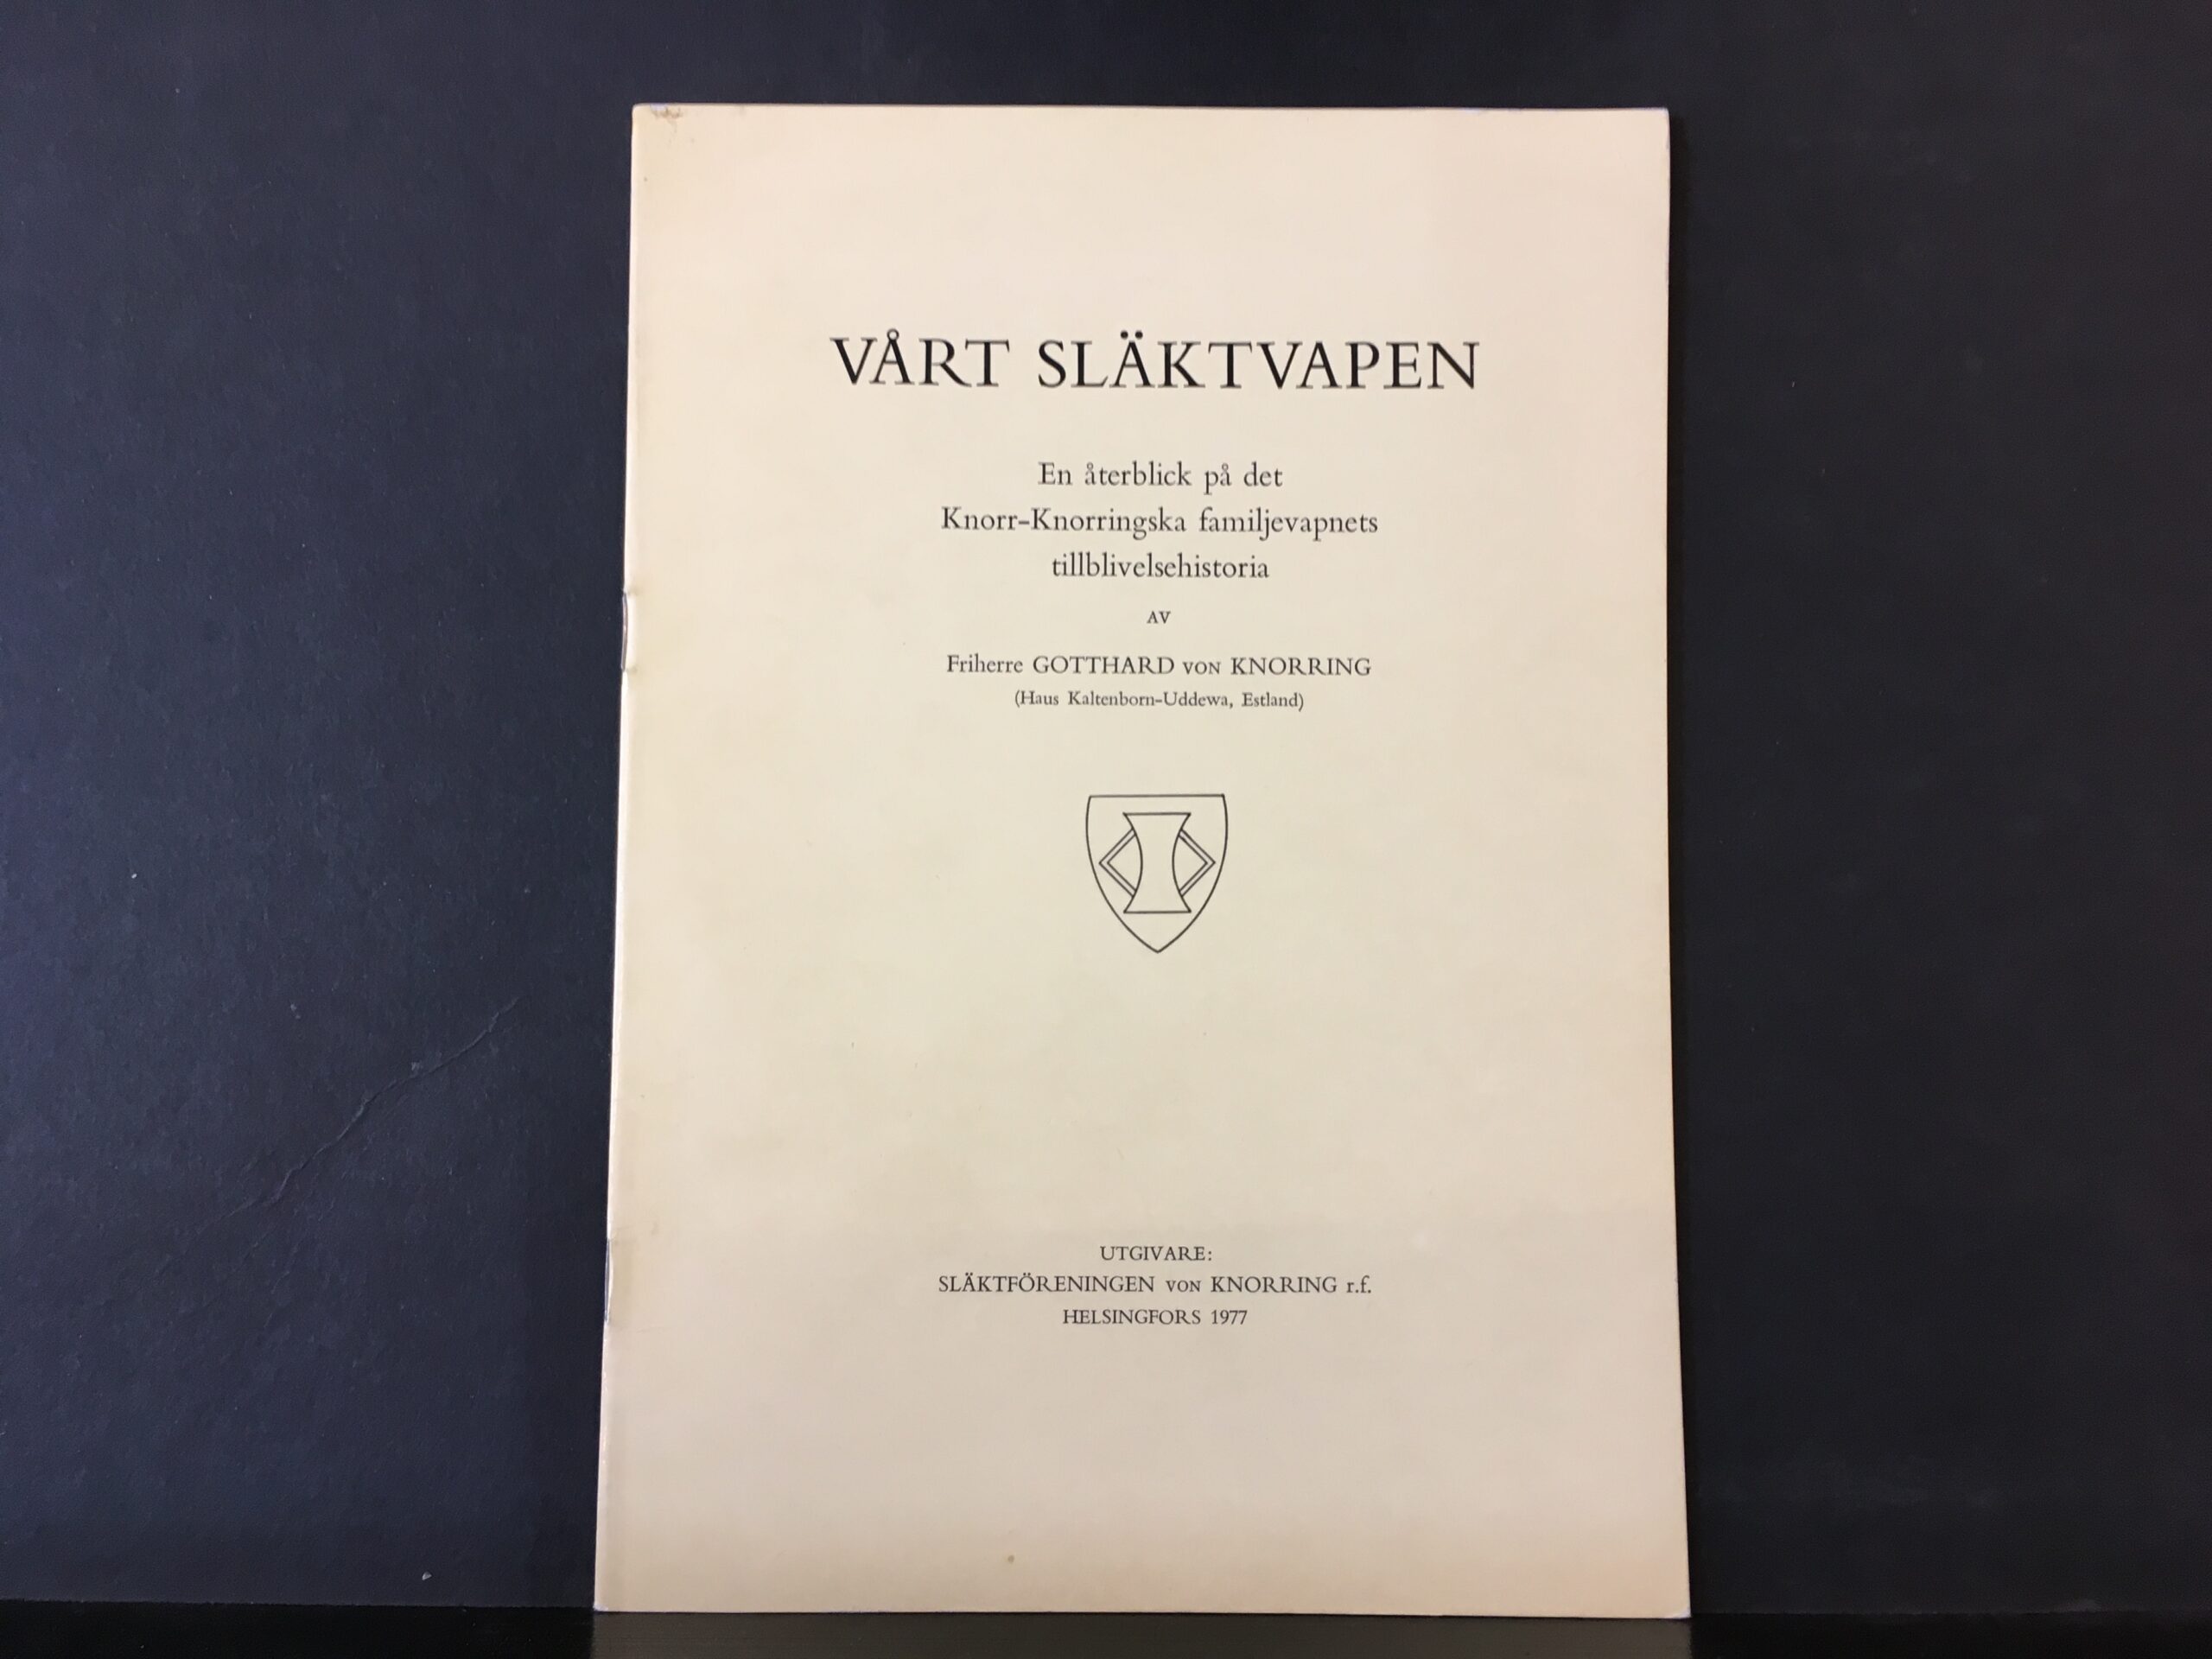 VÅRT SLÄKTVAPEN
En återblick på det
Knorr-Knorringska familjevapnets
tillblivelsehistoria
AV
Friherre GOTTHARD VON KNORRING
(Haus Kaltenborn-Uddewa, Estland)
UTGIVARE:
SLÄKTFÖRENINGEN VON KNORRING r.f.
HELSINGFORS 1977